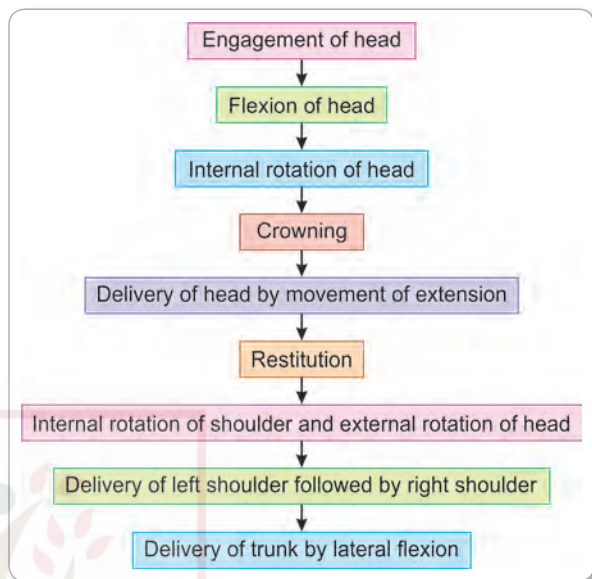 Engagement of head
Flexion of head
Internal rotation of head
Crowning
Delivery of head by movement of extension
Restitution
Internal rotation of shoulder and external rotation of head
Delivery of left shoulder followed by right shoulder
Delivery of trunk by lateral flexion